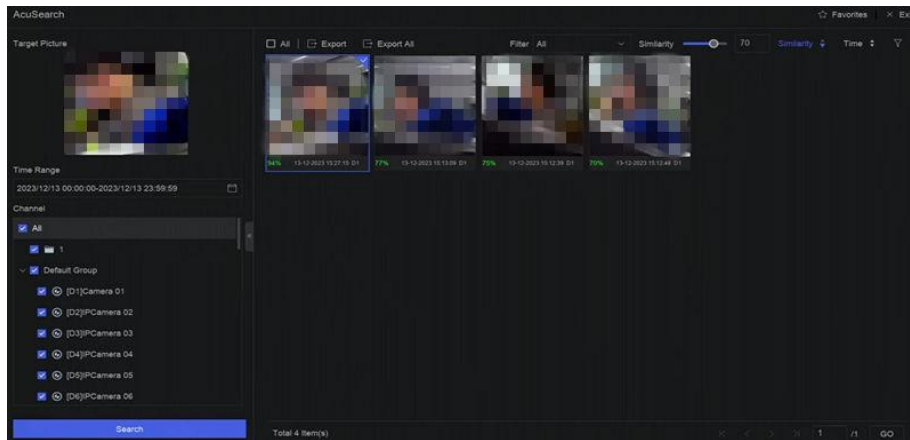 AcuSearch
Favorites
Ex
Target Picture
All
Export
Export All
Filter All
Similarity
70
Similarity
Time
94% 13-12-2023 15:27:15 D1
77% 13-12-2023 15:13:09 D1
75% 13-12-2023 15:12:39 D1
70% 13-12-2023 15:12:48 D1
Time Range
2023/12/13 00:00:00-2023/12/13 23:59:59
Channel
All
1
Default Group
[D1]Camera 01
[D2]IPCamera 02
[D3]IPCamera 03
[D4]IPCamera 04
[D5]IPCamera 05
[D6]IPCamera 06
Search
Total 4 Item(s)
1
/1
GO